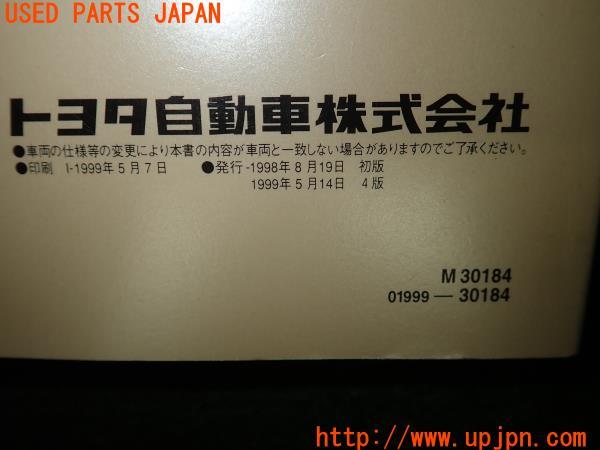 USED PARTS JAPAN
トヨタ自動車株式会社
●車両の仕様等の変更により本書の内容が車両と一致しない場合がありますのでご了承ください。
●印刷 I-1999年5月7日 ●発行-1998年8月19日 初版
1999年5月14日 4版
M 30184
01999—30184
http://www.upjpn.com/